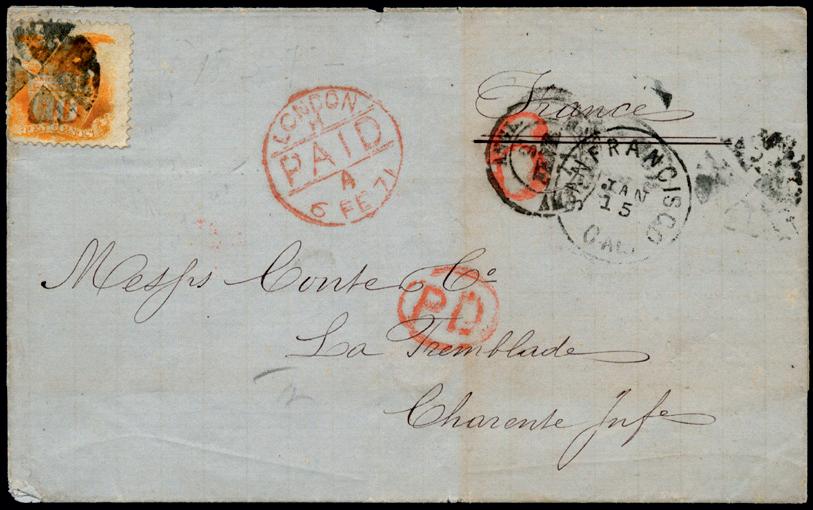 France
LONDON
PAID
A
6 FE 71
SAN FRANCISCO
JAN
15
CAL.
Messrs Conte & Co
PD
La Tremblade
Charente Infe